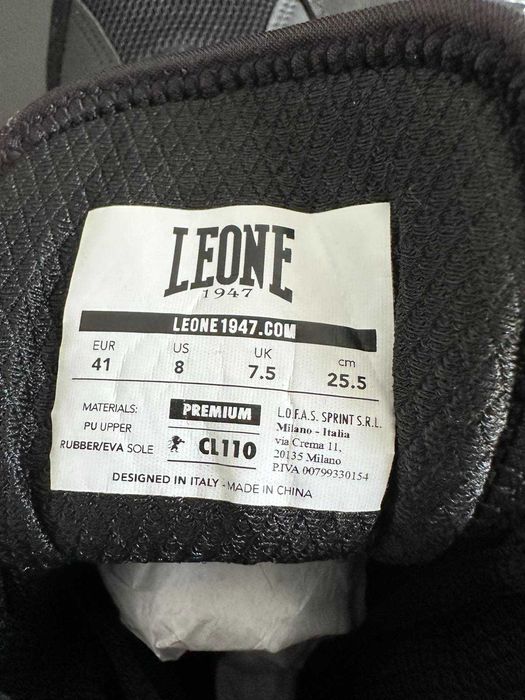 LEONE
1947
LEONE1947.COM
EUR US UK cm
41 8 7.5 25.5
MATERIALS: PREMIUM
PU UPPER
RUBBER/EVA SOLE CL110
L.O.F.A.S. SPRINT S.R.L.
Milano - Italia
via Crema 11,
20135 Milano
P.IVA 00799330154
DESIGNED IN ITALY - MADE IN CHINA